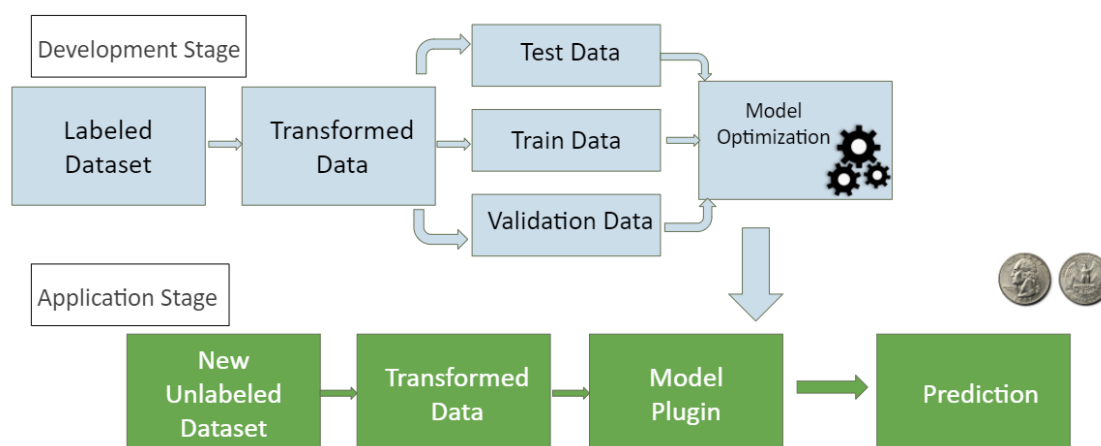 Development Stage
Labeled
Dataset
Transformed
Data
Test Data
Train Data
Validation Data
Model
Optimization
Application Stage
New
Unlabeled
Dataset
Transformed
Data
Model
Plugin
Prediction